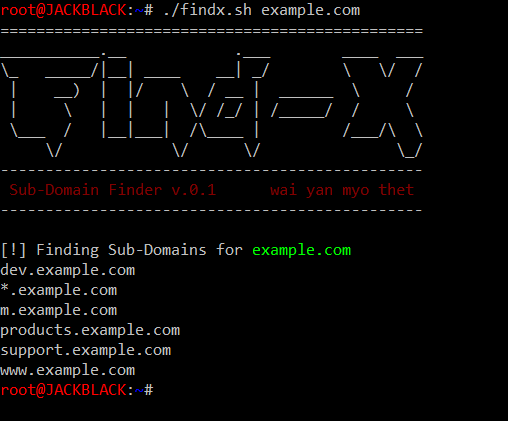 root@JACKBLACK:~# ./findx.sh example.com
===============================================
Find-X
-----------------------------------------------
Sub-Domain Finder v.0.1      wai yan myo thet
-----------------------------------------------
[!] Finding Sub-Domains for example.com
dev.example.com
*.example.com
m.example.com
products.example.com
support.example.com
www.example.com
root@JACKBLACK:~#